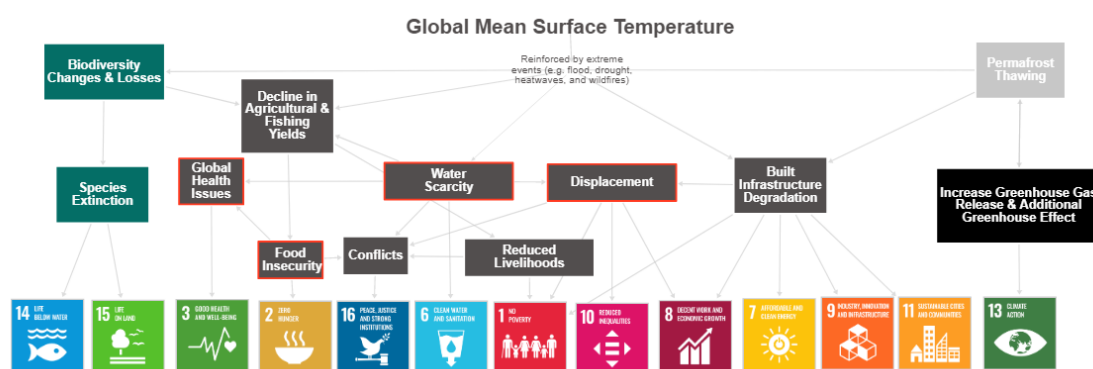 Global Mean Surface Temperature
Reinforced by extreme
events (e.g. flood, drought,
heatwaves, and wildfires)
Biodiversity
Changes & Losses
Permafrost
Thawing
Decline in
Agricultural &
Fishing
Yields
Species
Extinction
Global
Health
Issues
Water
Scarcity
Displacement
Built
Infrastructure
Degradation
Increase Greenhouse Gas
Release & Additional
Greenhouse Effect
Food
Insecurity
Conflicts
Reduced
Livelihoods
14 LIFE
BELOW WATER
15 LIFE
ON LAND
3 GOOD HEALTH
AND WELL-BEING
2 ZERO
HUNGER
16 PEACE, JUSTICE
AND STRONG
INSTITUTIONS
6 CLEAN WATER
AND SANITATION
1 NO
POVERTY
10 REDUCED
INEQUALITIES
8 DECENT WORK AND
ECONOMIC GROWTH
7 AFFORDABLE AND
CLEAN ENERGY
9 INDUSTRY, INNOVATION
AND INFRASTRUCTURE
11 SUSTAINABLE CITIES
AND COMMUNITIES
13 CLIMATE
ACTION